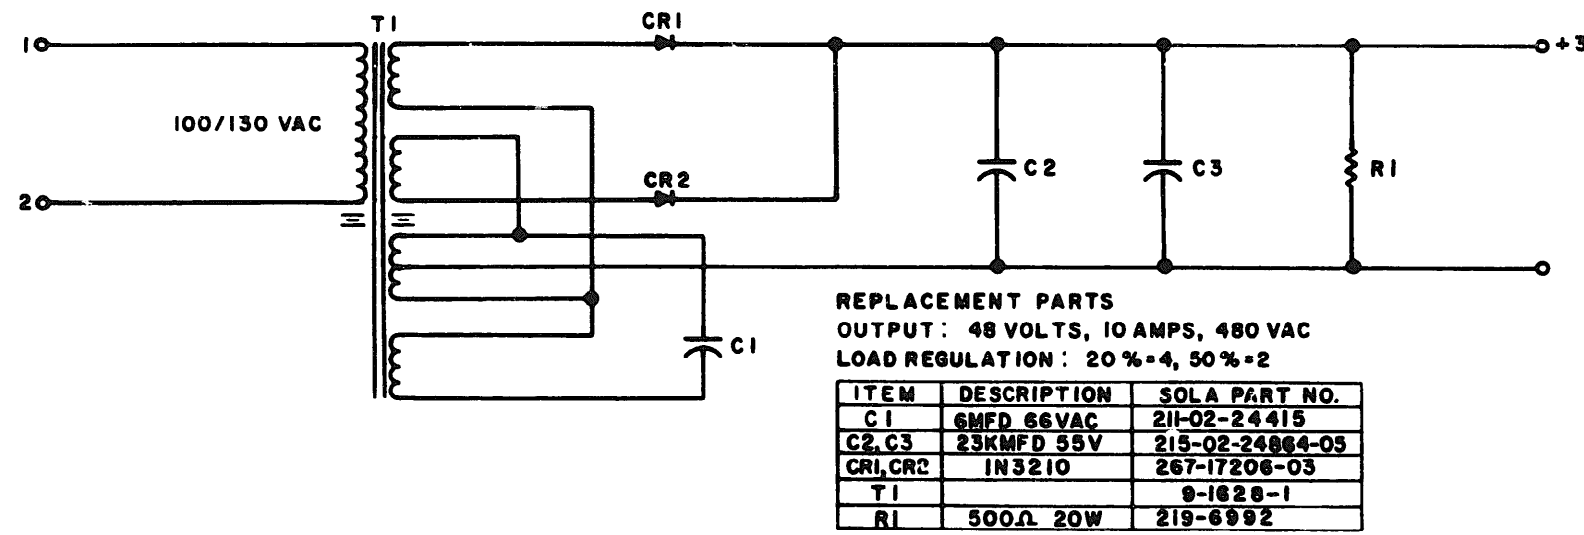 T1
CR1
1
+3
100/130 VAC
C2
C3
R1
CR2
2
C1
REPLACEMENT PARTS
OUTPUT: 48 VOLTS, 10 AMPS, 480 VAC
LOAD REGULATION: 20%=4, 50%=2
ITEM DESCRIPTION SOLA PART NO.
C1 6MFD 66VAC 211-02-24415
C2,C3 23KMFD 55V 215-02-24864-05
CR1,CR2 1N3210 267-17206-03
T1 9-1628-1
R1 500Ω 20W 219-6992